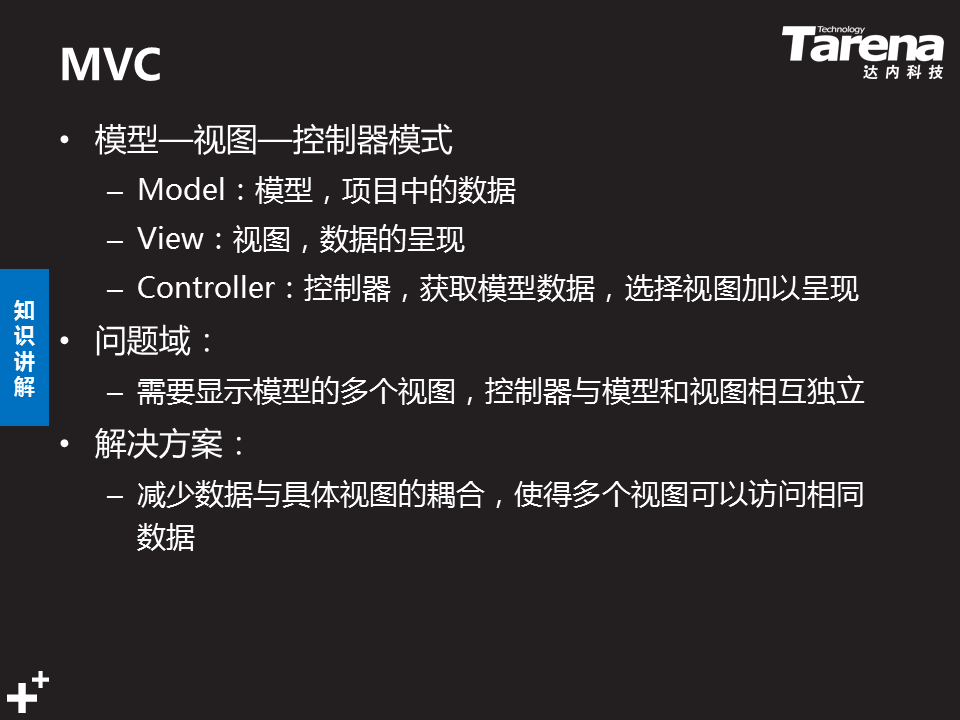 MVC
Technology
Tarena
达内科技
• 模型—视图—控制器模式
– Model：模型，项目中的数据
– View：视图，数据的呈现
– Controller：控制器，获取模型数据，选择视图加以呈现
知识讲解
• 问题域：
– 需要显示模型的多个视图，控制器与模型和视图相互独立
• 解决方案：
– 减少数据与具体视图的耦合，使得多个视图可以访问相同
数据